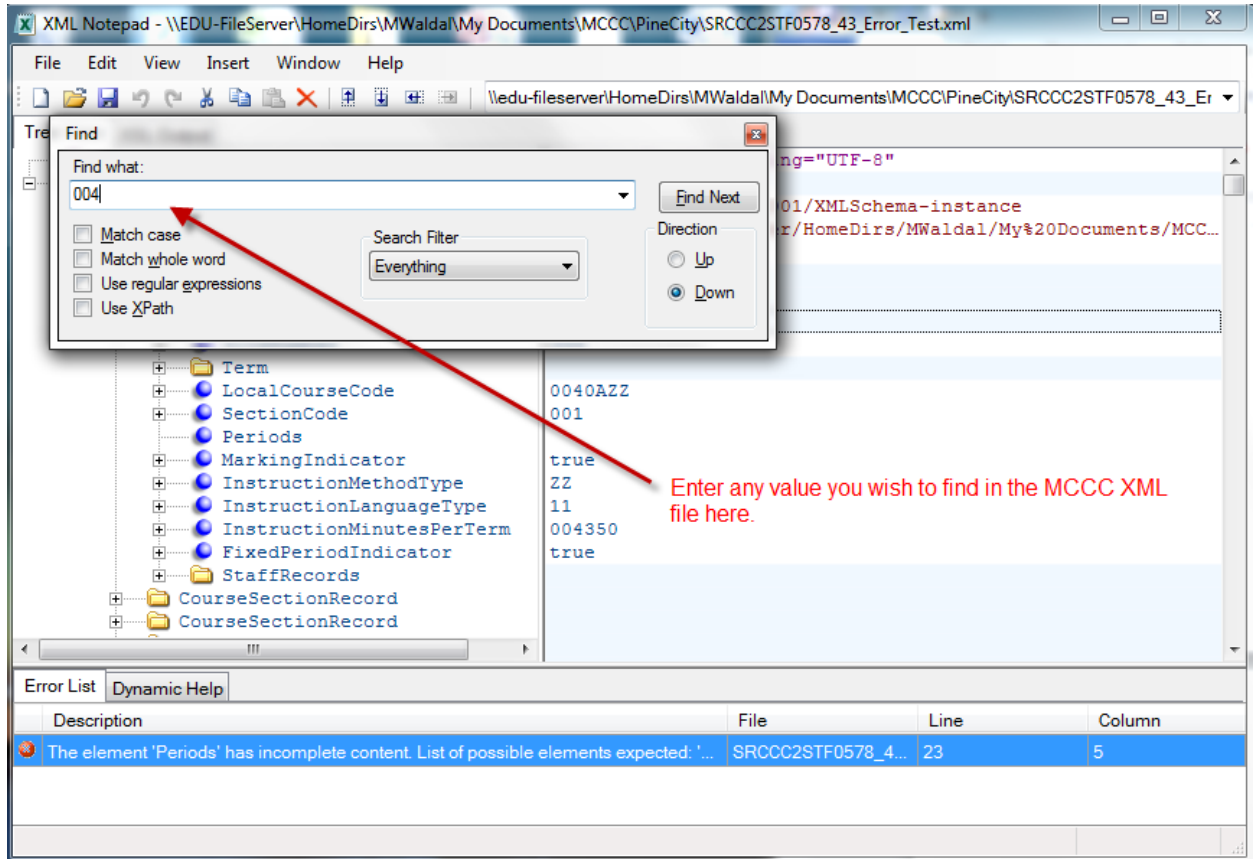 XML Notepad - \\EDU-FileServer\HomeDirs\MWaldal\My Documents\MCCC\PineCity\SRCCC2STF0578_43_Error_Test.xml
File Edit View Insert Window Help
\\edu-fileserver\HomeDirs\MWaldal\My Documents\MCCC\PineCity\SRCCC2STF0578_43_Er
Tre
Find
Find what:
004
Find Next
Match case
Match whole word
Use regular expressions
Use XPath
Search Filter
Everything
Direction
Up
Down
ng="UTF-8"
01/XMLSchema-instance
r/HomeDirs/MWaldal/My%20Documents/MCC...
Term
LocalCourseCode 0040AZZ
SectionCode 001
Periods
MarkingIndicator true
InstructionMethodType ZZ
InstructionLanguageType 11
InstructionMinutesPerTerm 004350
FixedPeriodIndicator true
StaffRecords
CourseSectionRecord
CourseSectionRecord
Enter any value you wish to find in the MCCC XML
file here.
Error List Dynamic Help
Description File Line Column
The element 'Periods' has incomplete content. List of possible elements expected: '... SRCCC2STF0578_4... 23 5